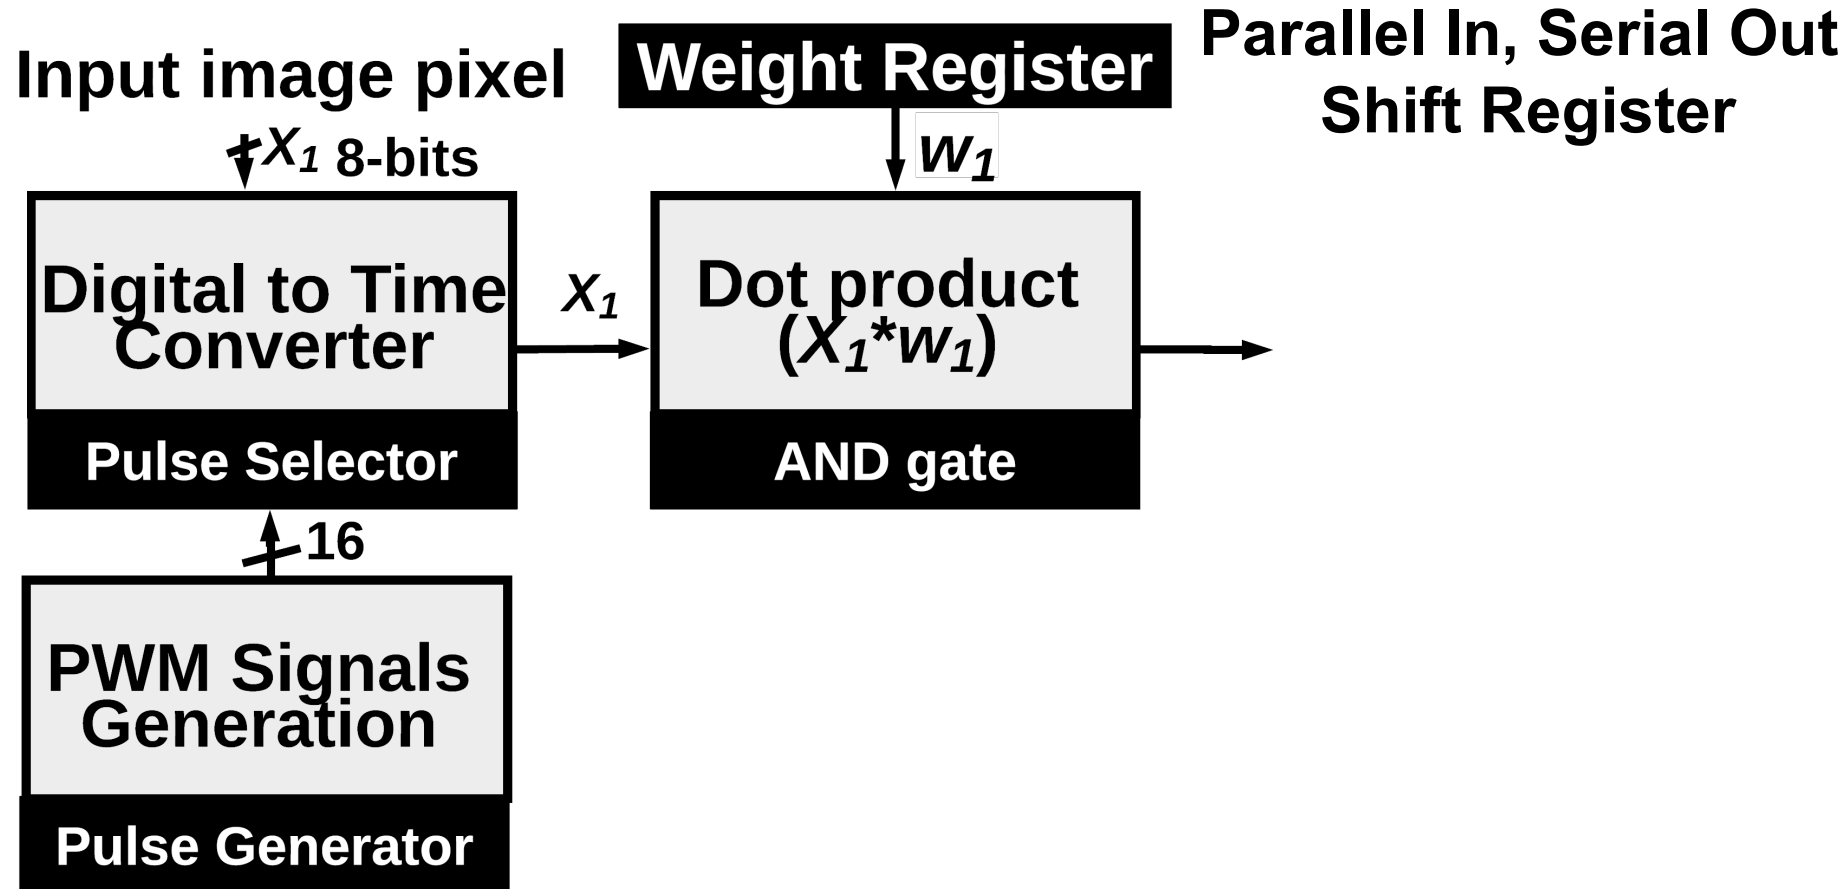 Input image pixel
X1 8-bits
Weight Register
w1
Parallel In, Serial Out
Shift Register
Digital to Time
Converter
Pulse Selector
X1
Dot product
(X1*w1)
AND gate
16
PWM Signals
Generation
Pulse Generator